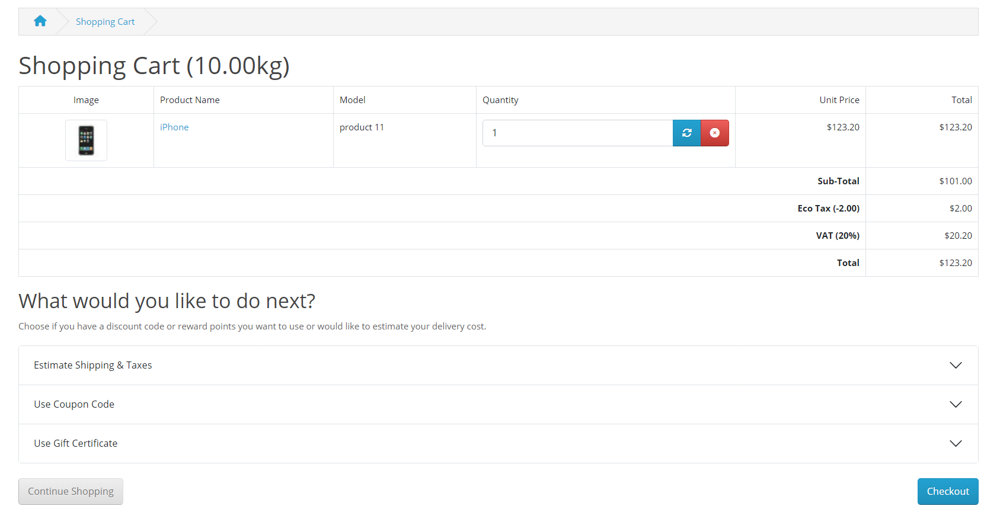 Shopping Cart
Shopping Cart (10.00kg)
Image Product Name Model Quantity Unit Price Total
iPhone product 11 1 $123.20 $123.20
Sub-Total $101.00
Eco Tax (-2.00) $2.00
VAT (20%) $20.20
Total $123.20
What would you like to do next?
Choose if you have a discount code or reward points you want to use or would like to estimate your delivery cost.
Estimate Shipping & Taxes
Use Coupon Code
Use Gift Certificate
Continue Shopping Checkout